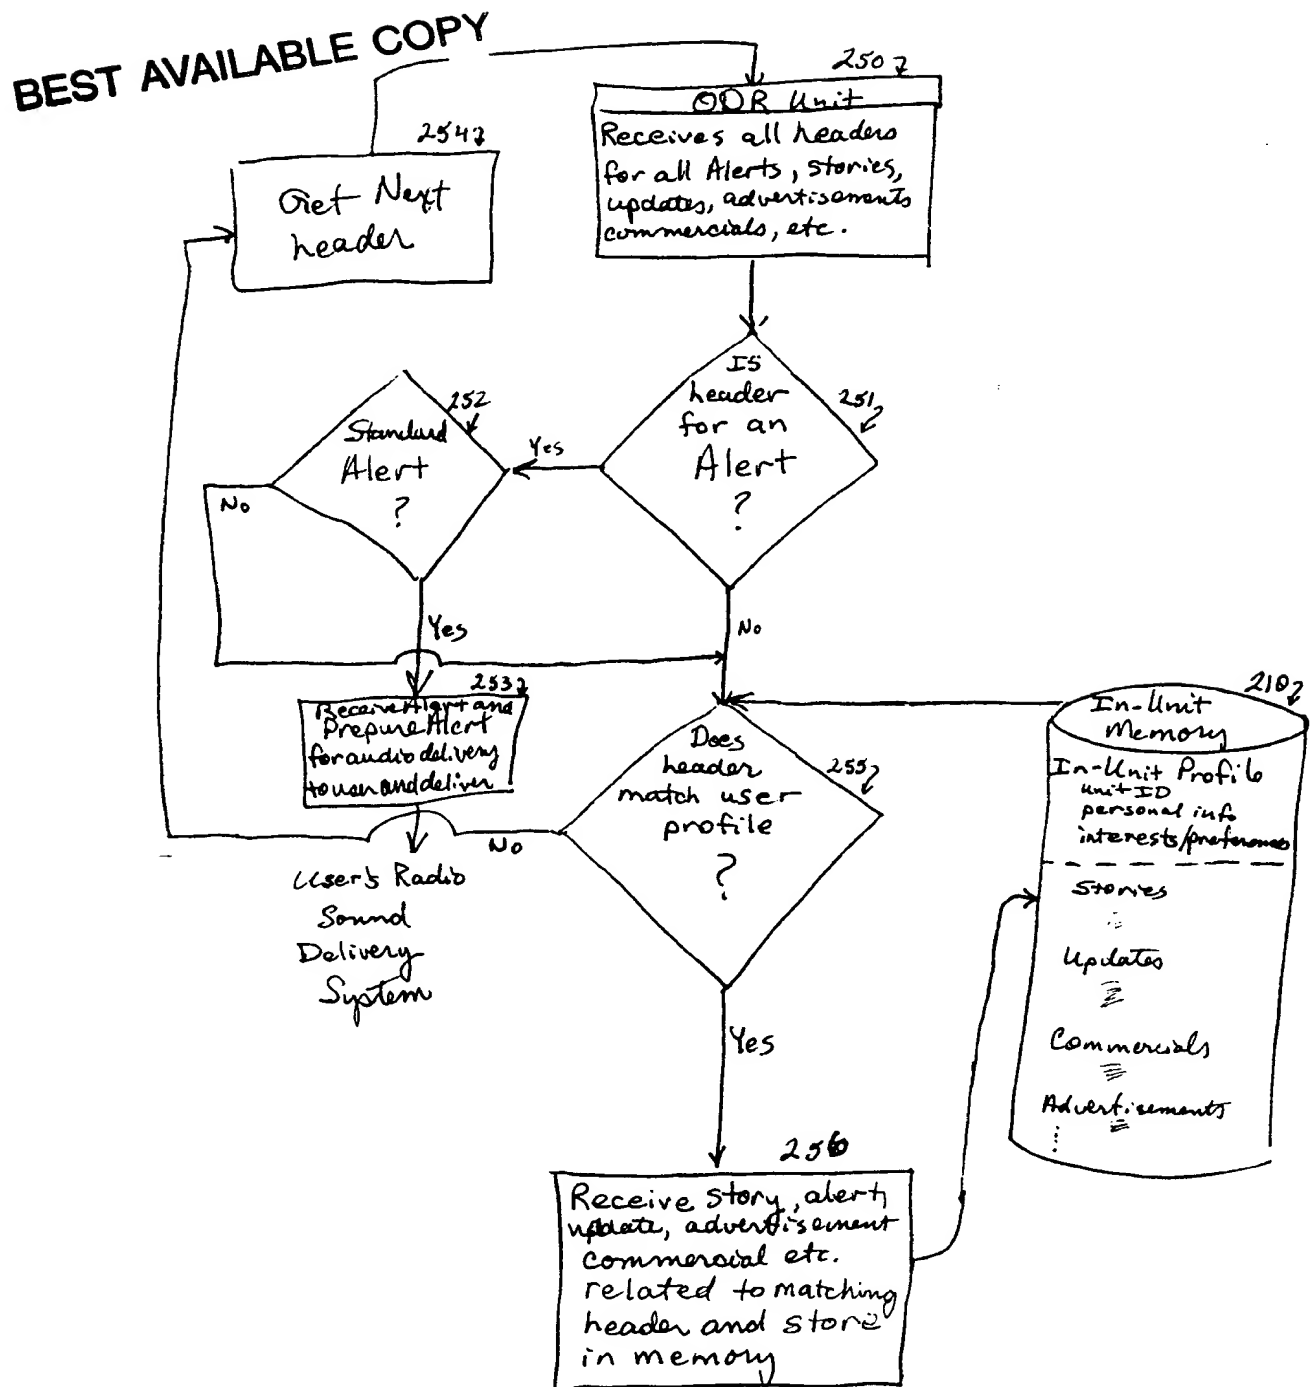 BEST AVAILABLE COPY
250
ODR Unit
Receives all headers
for all Alerts, stories,
updates, advertisements
commercials, etc.
254
Get Next
header
Is
header
for an
Alert
?
251
Yes
No
252
Standard
Alert
?
No
Yes
253
Receive Alert and
Prepare Alert
for audio delivery
to user and deliver
User's Radio
Sound
Delivery
System
Does
header
match user
profile
?
255
No
Yes
210
In-Unit
Memory
In-Unit Profile
unit ID
personal info
interests/preferences
Stories
Updates
Commercials
Advertisements
256
Receive story, alert,
update, advertisement
commercial etc.
related to matching
header and store
in memory